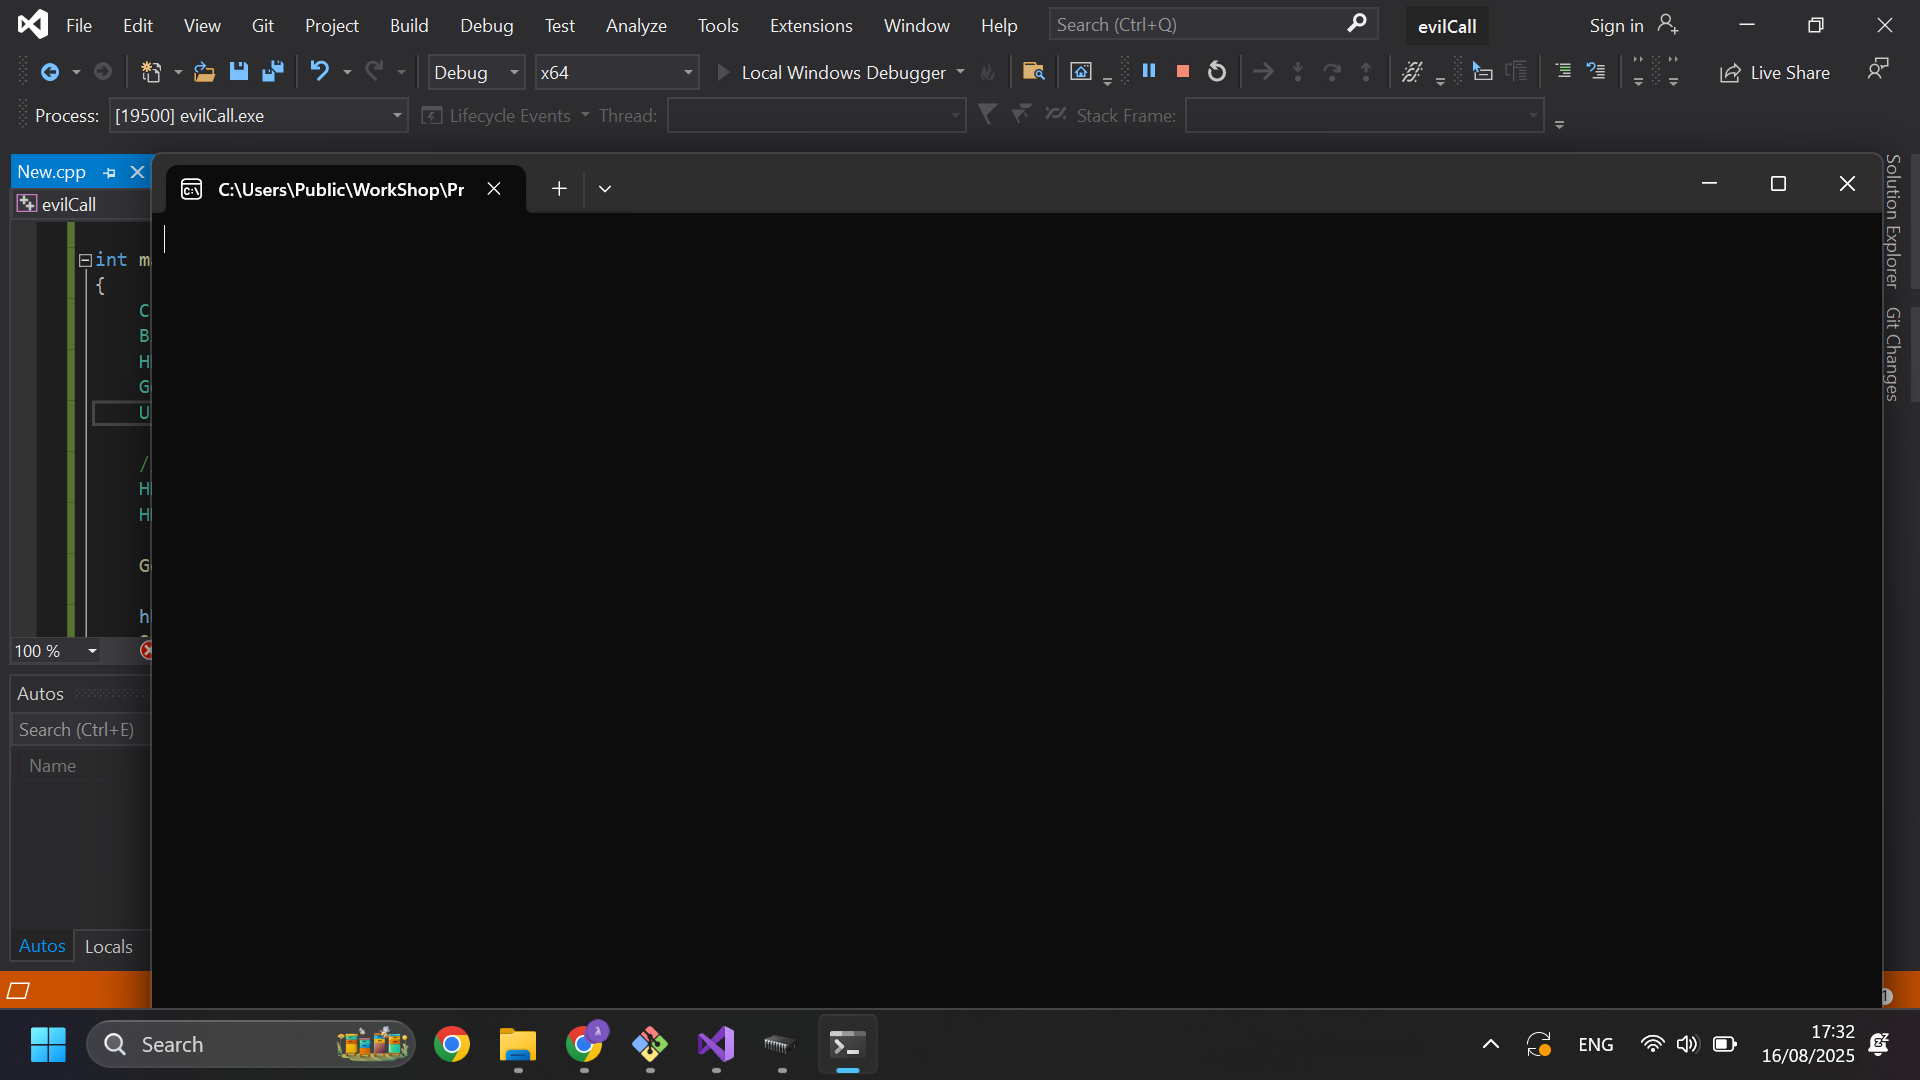 File Edit View Git Project Build Debug Test Analyze Tools Extensions Window Help Search (Ctrl+Q) evilCall Sign in
Debug x64 Local Windows Debugger Live Share
Process: [19500] evilCall.exe Lifecycle Events Thread: Stack Frame:
New.cpp
C:\Users\Public\WorkShop\Pr
evilCall
int m
{
C
B
H
G
U
/
H
H
G
h
100 %
Autos
Search (Ctrl+E)
Name
Autos Locals
Solution Explorer
Git Changes
1
Search
ENG
17:32
16/08/2025